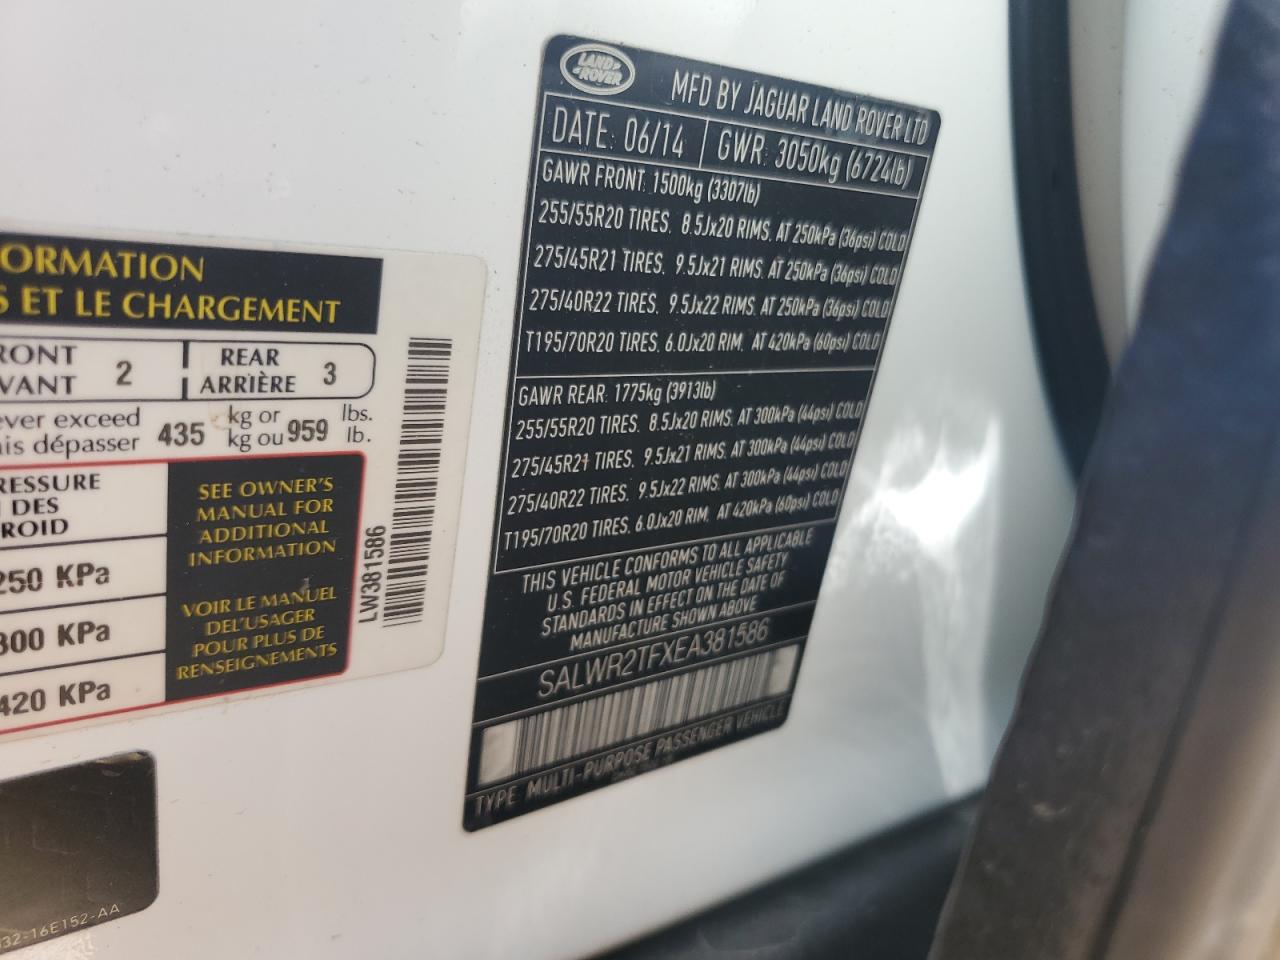 ORMATION
S ET LE CHARGEMENT
RONT
VANT 2
REAR
ARRIÈRE 3
ever exceed
ais dépasser 435 kg or
kg ou 959 lbs.
lb.
RESSURE
DES
ROID
250 KPa
300 KPa
420 KPa
SEE OWNER'S
MANUAL FOR
ADDITIONAL
INFORMATION
VOIR LE MANUEL
DEL'USAGER
POUR PLUS DE
RENSEIGNEMENTS
LW381586
32-16E152-AA
LAND
ROVER
MFD BY JAGUAR LAND ROVER LTD
DATE: 06/14 GWR: 3050kg (6724lb)
GAWR FRONT: 1500kg (3307lb)
255/55R20 TIRES. 8.5Jx20 RIMS. AT 250kPa (36psi) COLD
275/45R21 TIRES. 9.5Jx21 RIMS. AT 250kPa (36psi) COLD
275/40R22 TIRES. 9.5Jx22 RIMS. AT 250kPa (36psi) COLD
T195/70R20 TIRES. 6.0Jx20 RIM. AT 420kPa (60psi) COLD
GAWR REAR: 1775kg (3913lb)
255/55R20 TIRES. 8.5Jx20 RIMS. AT 300kPa (44psi) COLD
275/45R21 TIRES. 9.5Jx21 RIMS. AT 300kPa (44psi) COLD
275/40R22 TIRES. 9.5Jx22 RIMS. AT 300kPa (44psi) COLD
T195/70R20 TIRES. 6.0Jx20 RIM. AT 420kPa (60psi) COLD
THIS VEHICLE CONFORMS TO ALL APPLICABLE
U.S. FEDERAL MOTOR VEHICLE SAFETY
STANDARDS IN EFFECT ON THE DATE OF
MANUFACTURE SHOWN ABOVE
SALWR2TFXEA381586
TYPE: MULTI-PURPOSE PASSENGER VEHICLE